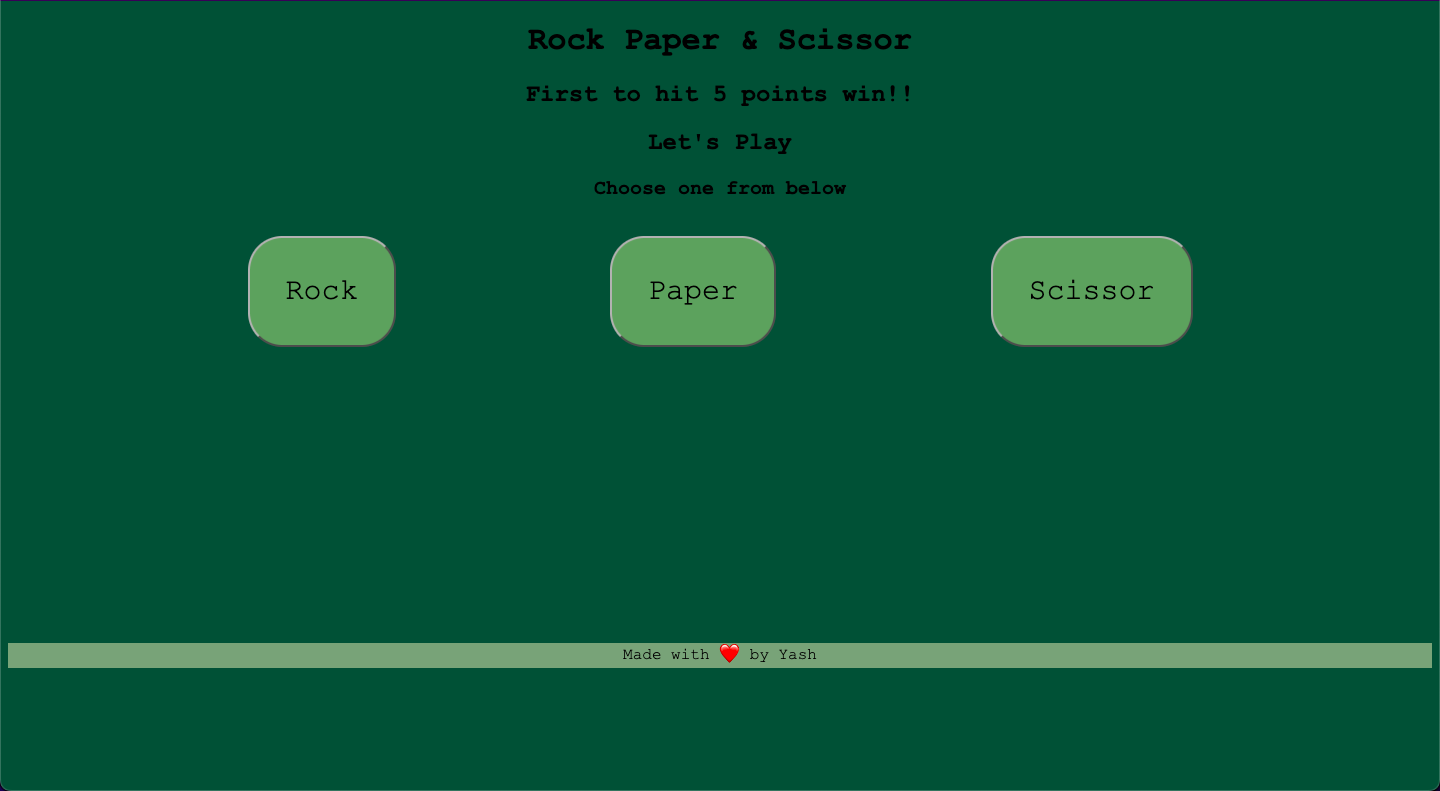 Rock Paper & Scissor
First to hit 5 points win!!
Let's Play
Choose one from below
Rock
Paper
Scissor
Made with ❤️ by Yash